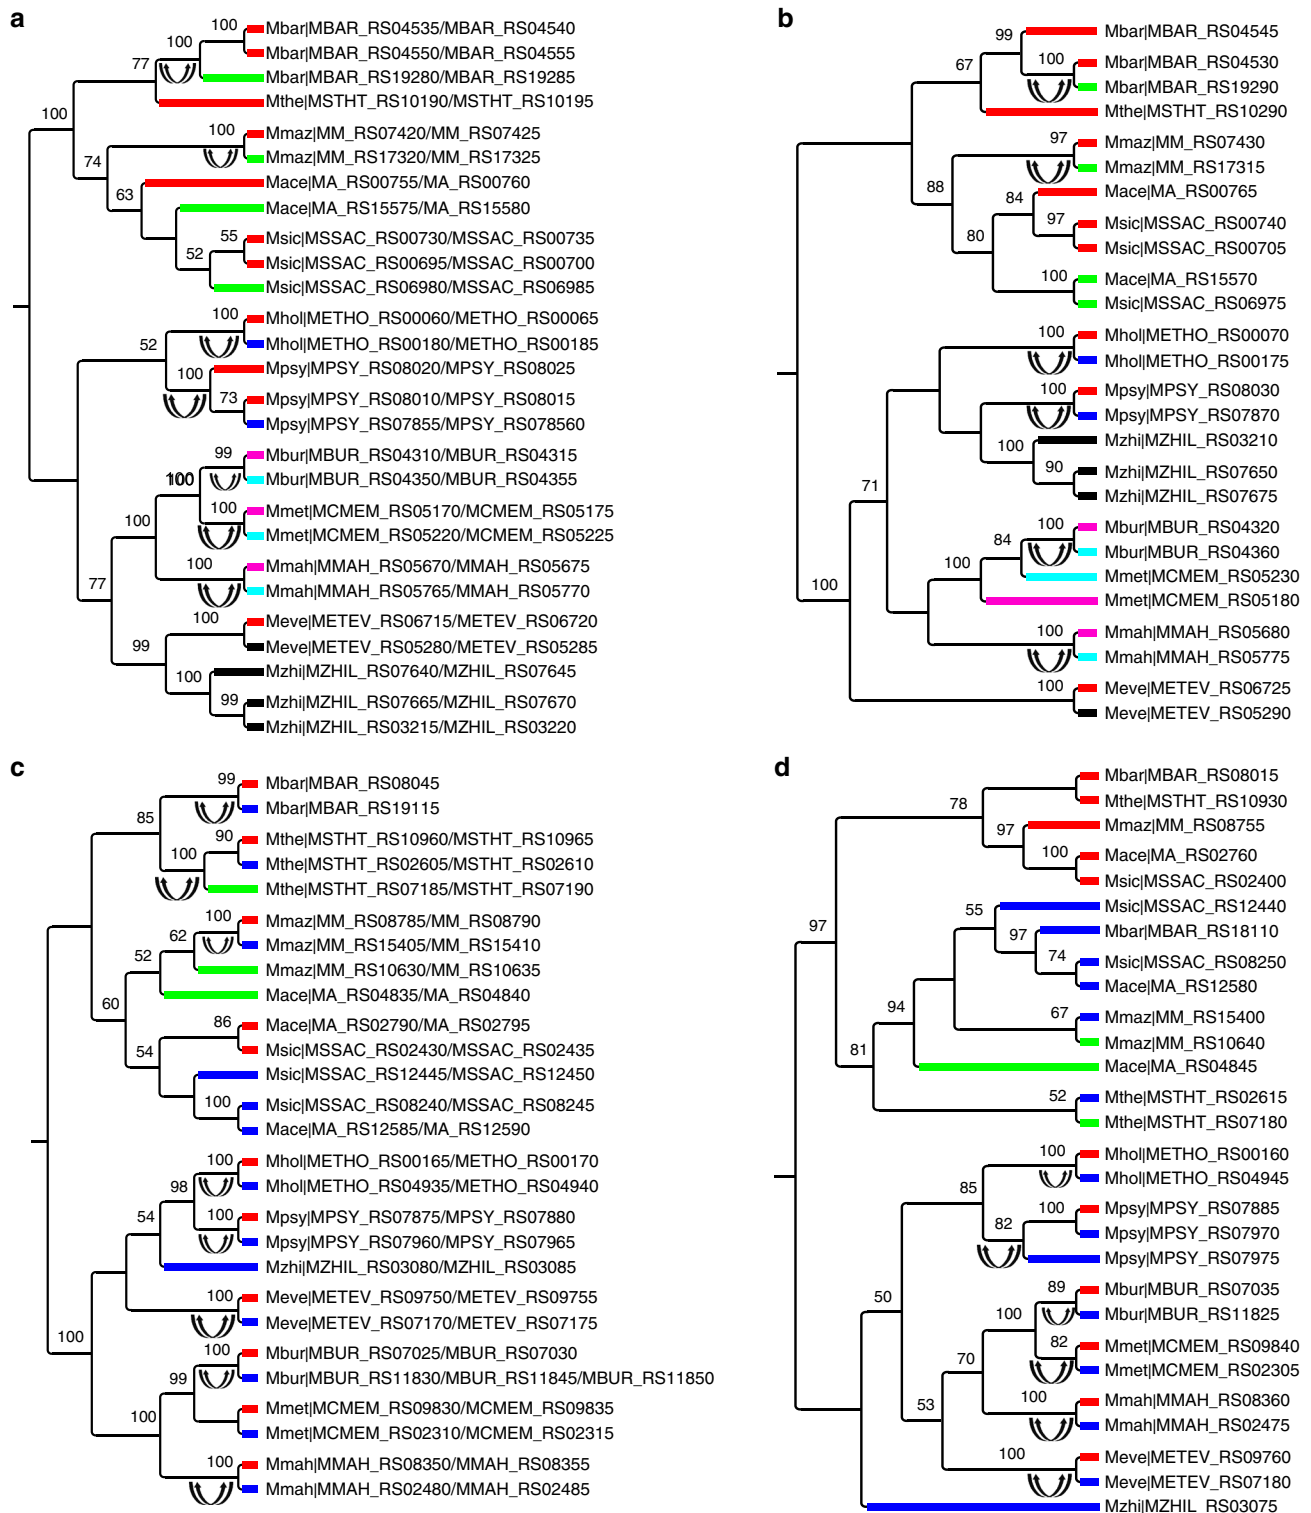 a
100
Mbar|MBAR_RS04535/MBAR_RS04540
100
Mbar|MBAR_RS04550/MBAR_RS04555
77
Mbar|MBAR_RS19280/MBAR_RS19285
Mthe|MSTHT_RS10190/MSTHT_RS10195
100
100
Mmaz|MM_RS07420/MM_RS07425
74
Mmaz|MM_RS17320/MM_RS17325
63
Mace|MA_RS00755/MA_RS00760
Mace|MA_RS15575/MA_RS15580
55
Msic|MSSAC_RS00730/MSSAC_RS00735
52
Msic|MSSAC_RS00695/MSSAC_RS00700
Msic|MSSAC_RS06980/MSSAC_RS06985
100
Mhol|METHO_RS00060/METHO_RS00065
52
Mhol|METHO_RS00180/METHO_RS00185
100
Mpsy|MPSY_RS08020/MPSY_RS08025
73
Mpsy|MPSY_RS08010/MPSY_RS08015
Mpsy|MPSY_RS07855/MPSY_RS078560
99
Mbur|MBUR_RS04310/MBUR_RS04315
100
Mbur|MBUR_RS04350/MBUR_RS04355
100
Mmet|MCMEM_RS05170/MCMEM_RS05175
100
Mmet|MCMEM_RS05220/MCMEM_RS05225
100
Mmah|MMAH_RS05670/MMAH_RS05675
77
Mmah|MMAH_RS05765/MMAH_RS05770
100
Meve|METEV_RS06715/METEV_RS06720
99
Meve|METEV_RS05280/METEV_RS05285
100
Mzhi|MZHIL_RS07640/MZHIL_RS07645
99
Mzhi|MZHIL_RS07665/MZHIL_RS07670
Mzhi|MZHIL_RS03215/MZHIL_RS03220
b
99
Mbar|MBAR_RS04545
67
100
Mbar|MBAR_RS04530
Mbar|MBAR_RS19290
Mthe|MSTHT_RS10290
97
Mmaz|MM_RS07430
Mmaz|MM_RS17315
88
84
Mace|MA_RS00765
97
Msic|MSSAC_RS00740
80
Msic|MSSAC_RS00705
100
Mace|MA_RS15570
Msic|MSSAC_RS06975
100
Mhol|METHO_RS00070
Mhol|METHO_RS00175
100
Mpsy|MPSY_RS08030
Mpsy|MPSY_RS07870
100
Mzhi|MZHIL_RS03210
90
Mzhi|MZHIL_RS07650
71
Mzhi|MZHIL_RS07675
100
Mbur|MBUR_RS04320
84
Mbur|MBUR_RS04360
100
Mmet|MCMEM_RS05230
100
Mmet|MCMEM_RS05180
100
Mmah|MMAH_RS05680
Mmah|MMAH_RS05775
100
Meve|METEV_RS06725
Meve|METEV_RS05290
c
99
Mbar|MBAR_RS08045
Mbar|MBAR_RS19115
85
90
Mthe|MSTHT_RS10960/MSTHT_RS10965
100
Mthe|MSTHT_RS02605/MSTHT_RS02610
Mthe|MSTHT_RS07185/MSTHT_RS07190
100
Mmaz|MM_RS08785/MM_RS08790
62
Mmaz|MM_RS15405/MM_RS15410
52
Mmaz|MM_RS10630/MM_RS10635
60
Mace|MA_RS04835/MA_RS04840
86
Mace|MA_RS02790/MA_RS02795
54
Msic|MSSAC_RS02430/MSSAC_RS02435
Msic|MSSAC_RS12445/MSSAC_RS12450
100
Msic|MSSAC_RS08240/MSSAC_RS08245
Mace|MA_RS12585/MA_RS12590
100
Mhol|METHO_RS00165/METHO_RS00170
98
Mhol|METHO_RS04935/METHO_RS04940
54
100
Mpsy|MPSY_RS07875/MPSY_RS07880
Mpsy|MPSY_RS07960/MPSY_RS07965
Mzhi|MZHIL_RS03080/MZHIL_RS03085
100
Meve|METEV_RS09750/METEV_RS09755
Meve|METEV_RS07170/METEV_RS07175
100
100
Mbur|MBUR_RS07025/MBUR_RS07030
99
Mbur|MBUR_RS11830/MBUR_RS11845/MBUR_RS11850
Mmet|MCMEM_RS09830/MCMEM_RS09835
100
Mmet|MCMEM_RS02310/MCMEM_RS02315
100
Mmah|MMAH_RS08350/MMAH_RS08355
Mmah|MMAH_RS02480/MMAH_RS02485
d
Mbar|MBAR_RS08015
78
Mthe|MSTHT_RS10930
97
Mmaz|MM_RS08755
100
Mace|MA_RS02760
Msic|MSSAC_RS02400
55
Msic|MSSAC_RS12440
97
97
Mbar|MBAR_RS18110
74
Msic|MSSAC_RS08250
Mace|MA_RS12580
94
67
Mmaz|MM_RS15400
Mmaz|MM_RS10640
81
Mace|MA_RS04845
52
Mthe|MSTHT_RS02615
Mthe|MSTHT_RS07180
100
Mhol|METHO_RS00160
85
Mhol|METHO_RS04945
100
Mpsy|MPSY_RS07885
82
Mpsy|MPSY_RS07970
Mpsy|MPSY_RS07975
50
89
Mbur|MBUR_RS07035
100
Mbur|MBUR_RS11825
82
Mmet|MCMEM_RS09840
70
Mmet|MCMEM_RS02305
100
Mmah|MMAH_RS08360
53
Mmah|MMAH_RS02475
100
Meve|METEV_RS09760
Meve|METEV_RS07180
Mzhi|MZHIL_RS03075